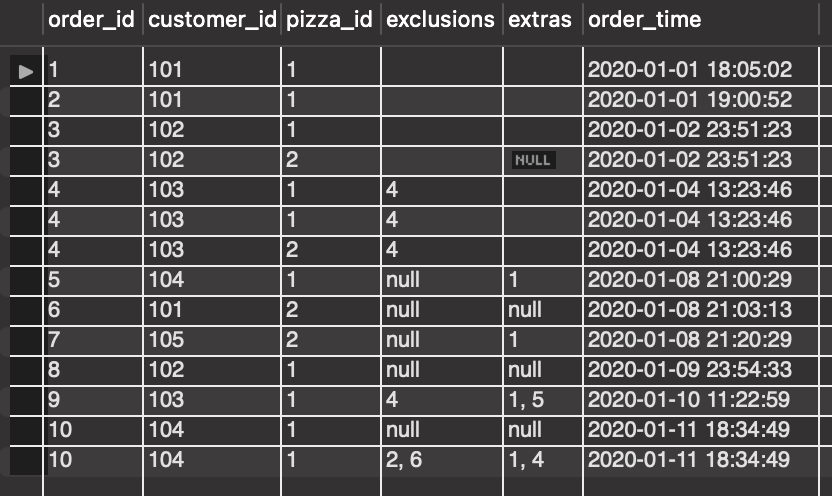 order_id customer_id pizza_id exclusions extras order_time
1 101 1 2020-01-01 18:05:02
2 101 1 2020-01-01 19:00:52
3 102 1 2020-01-02 23:51:23
3 102 2 NULL 2020-01-02 23:51:23
4 103 1 4 2020-01-04 13:23:46
4 103 1 4 2020-01-04 13:23:46
4 103 2 4 2020-01-04 13:23:46
5 104 1 null 1 2020-01-08 21:00:29
6 101 2 null null 2020-01-08 21:03:13
7 105 2 null 1 2020-01-08 21:20:29
8 102 1 null null 2020-01-09 23:54:33
9 103 1 4 1, 5 2020-01-10 11:22:59
10 104 1 null null 2020-01-11 18:34:49
10 104 1 2, 6 1, 4 2020-01-11 18:34:49